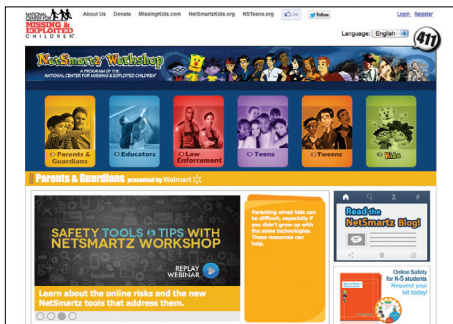 NATIONAL CENTER FOR
MISSING &
EXPLOITED
CHILDREN®
About Us Donate MissingKids.com NetSmartzKids.org NSTeens.org Like Follow Login Register
Language: English
411
NetSmartz Workshop
A PROGRAM OF THE
NATIONAL CENTER FOR MISSING & EXPLOITED CHILDREN®
Parents &
Guardians
Educators
Law
Enforcement
Teens
Tweens
Kids
Parents & Guardians presented by Walmart
SAFETY TOOLS & TIPS WITH
NETSMARTZ WORKSHOP
REPLAY
WEBINAR
Learn about the online risks and the new
NetSmartz tools that address them.
Parenting wired kids can
be difficult, especially if
you didn't grow up with
the same technologies.
These resources can
help.
Read the
NetSmartz Blog!
Online Safety
for K-5 students
Request your
kit today!